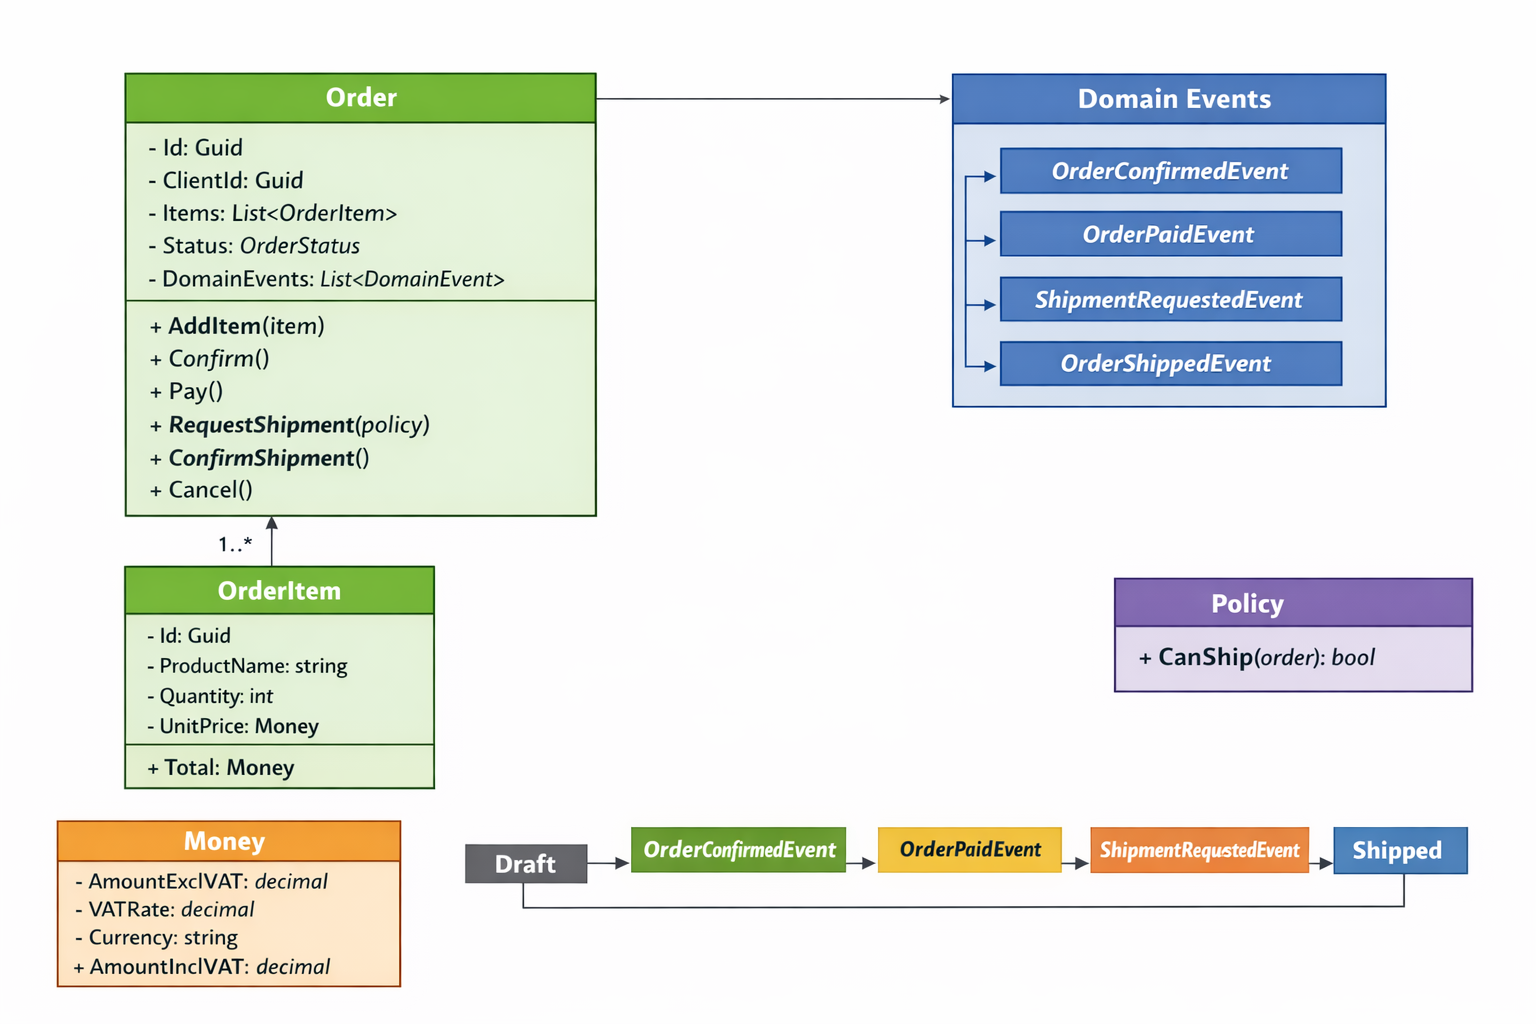 Order
- Id: Guid
- ClientId: Guid
- Items: List<OrderItem>
- Status: OrderStatus
- DomainEvents: List<DomainEvent>
+ AddItem(item)
+ Confirm()
+ Pay()
+ RequestShipment(policy)
+ ConfirmShipment()
+ Cancel()
1..*
OrderItem
- Id: Guid
- ProductName: string
- Quantity: int
- UnitPrice: Money
+ Total: Money
Money
- AmountExclVAT: decimal
- VATRate: decimal
- Currency: string
+ AmountInclVAT: decimal
Domain Events
OrderConfirmedEvent
OrderPaidEvent
ShipmentRequestedEvent
OrderShippedEvent
Policy
+ CanShip(order): bool
Draft
OrderConfirmedEvent
OrderPaidEvent
ShipmentRequstedEvent
Shipped